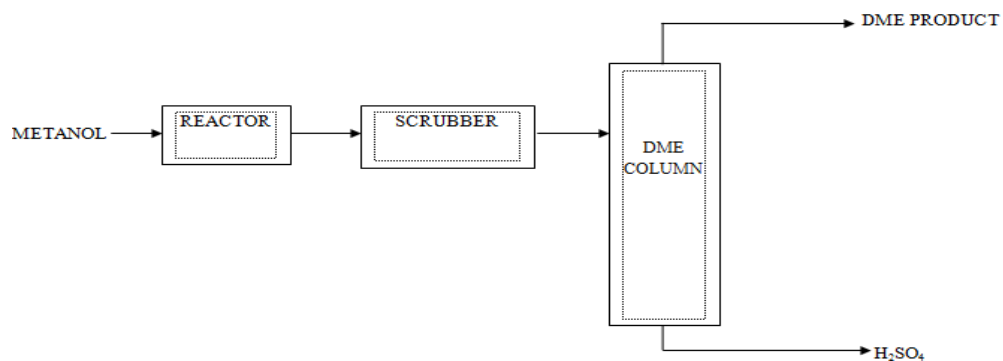 DME PRODUCT
METANOL
REACTOR
SCRUBBER
DME
COLUMN
H₂SO₄